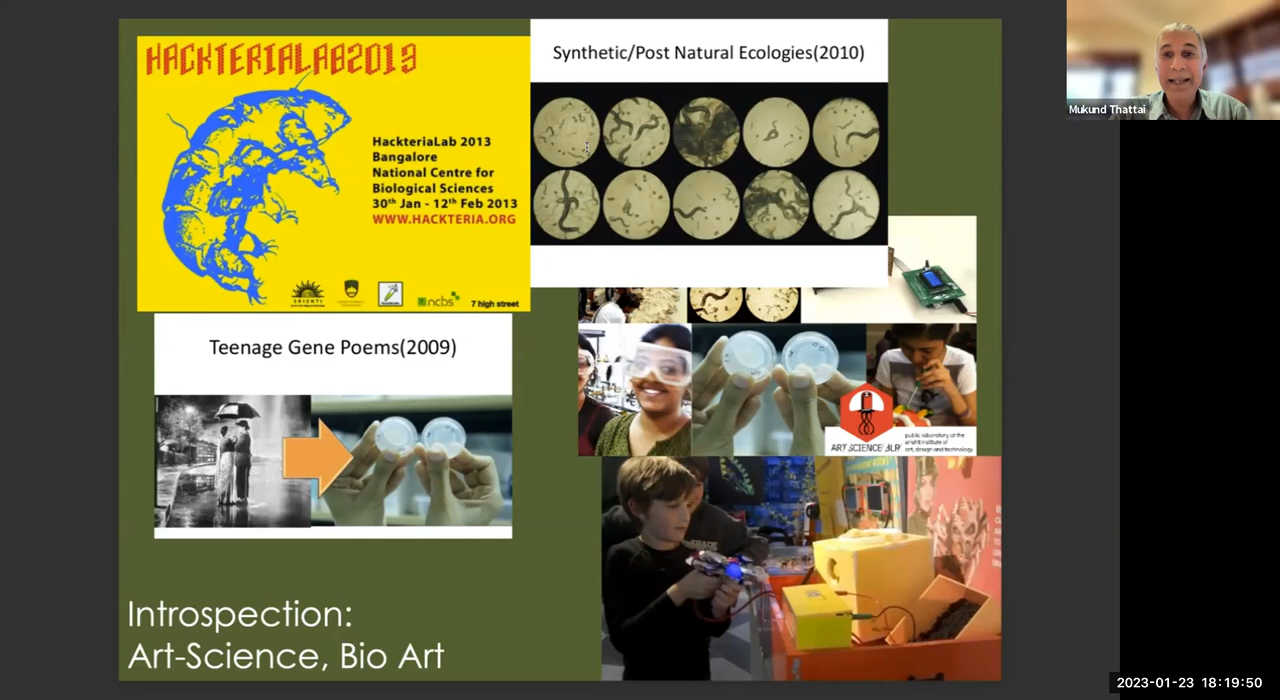 HACKTERIALAB2013
HackteriaLab 2013
Bangalore
National Centre for
Biological Sciences
30th Jan - 12th Feb 2013
WWW.HACKTERIA.ORG
SRISHTI
ncbs
7 high street
Synthetic/Post Natural Ecologies(2010)
Mukund Thattai
Teenage Gene Poems(2009)
ART/SCIENCE/BLR
public laboratory at the
srishti institute of
art, design and technology
Introspection:
Art-Science, Bio Art
2023-01-23 18:19:50